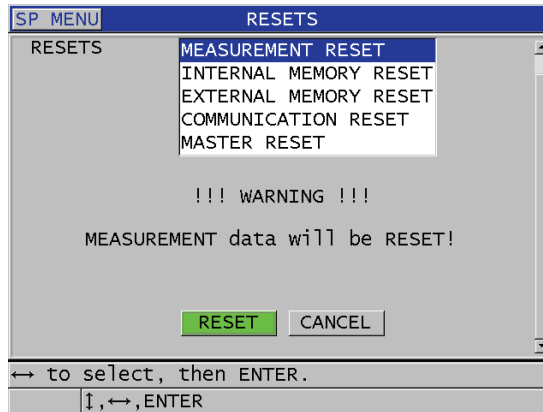 SP MENU RESETS
RESETS MEASUREMENT RESET
INTERNAL MEMORY RESET
EXTERNAL MEMORY RESET
COMMUNICATION RESET
MASTER RESET
!!! WARNING !!!
MEASUREMENT data will be RESET!
RESET CANCEL
↔ to select, then ENTER.
↕,↔,ENTER